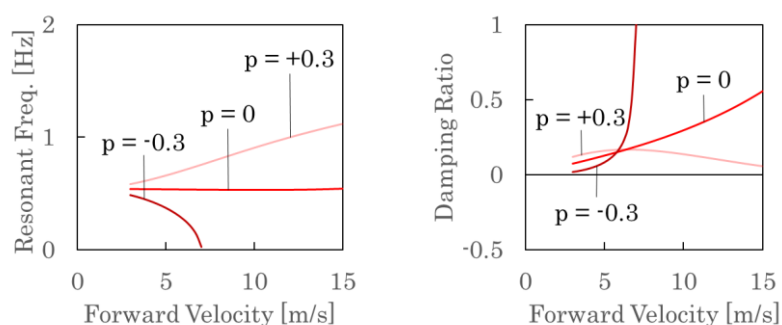 2
1
0
0
5
10
15
Resonant Freq. [Hz]
Forward Velocity [m/s]
p = +0.3
p = 0
p = -0.3
1
0.5
0
-0.5
0
5
10
15
Damping Ratio
Forward Velocity [m/s]
p = 0
p = +0.3
p = -0.3